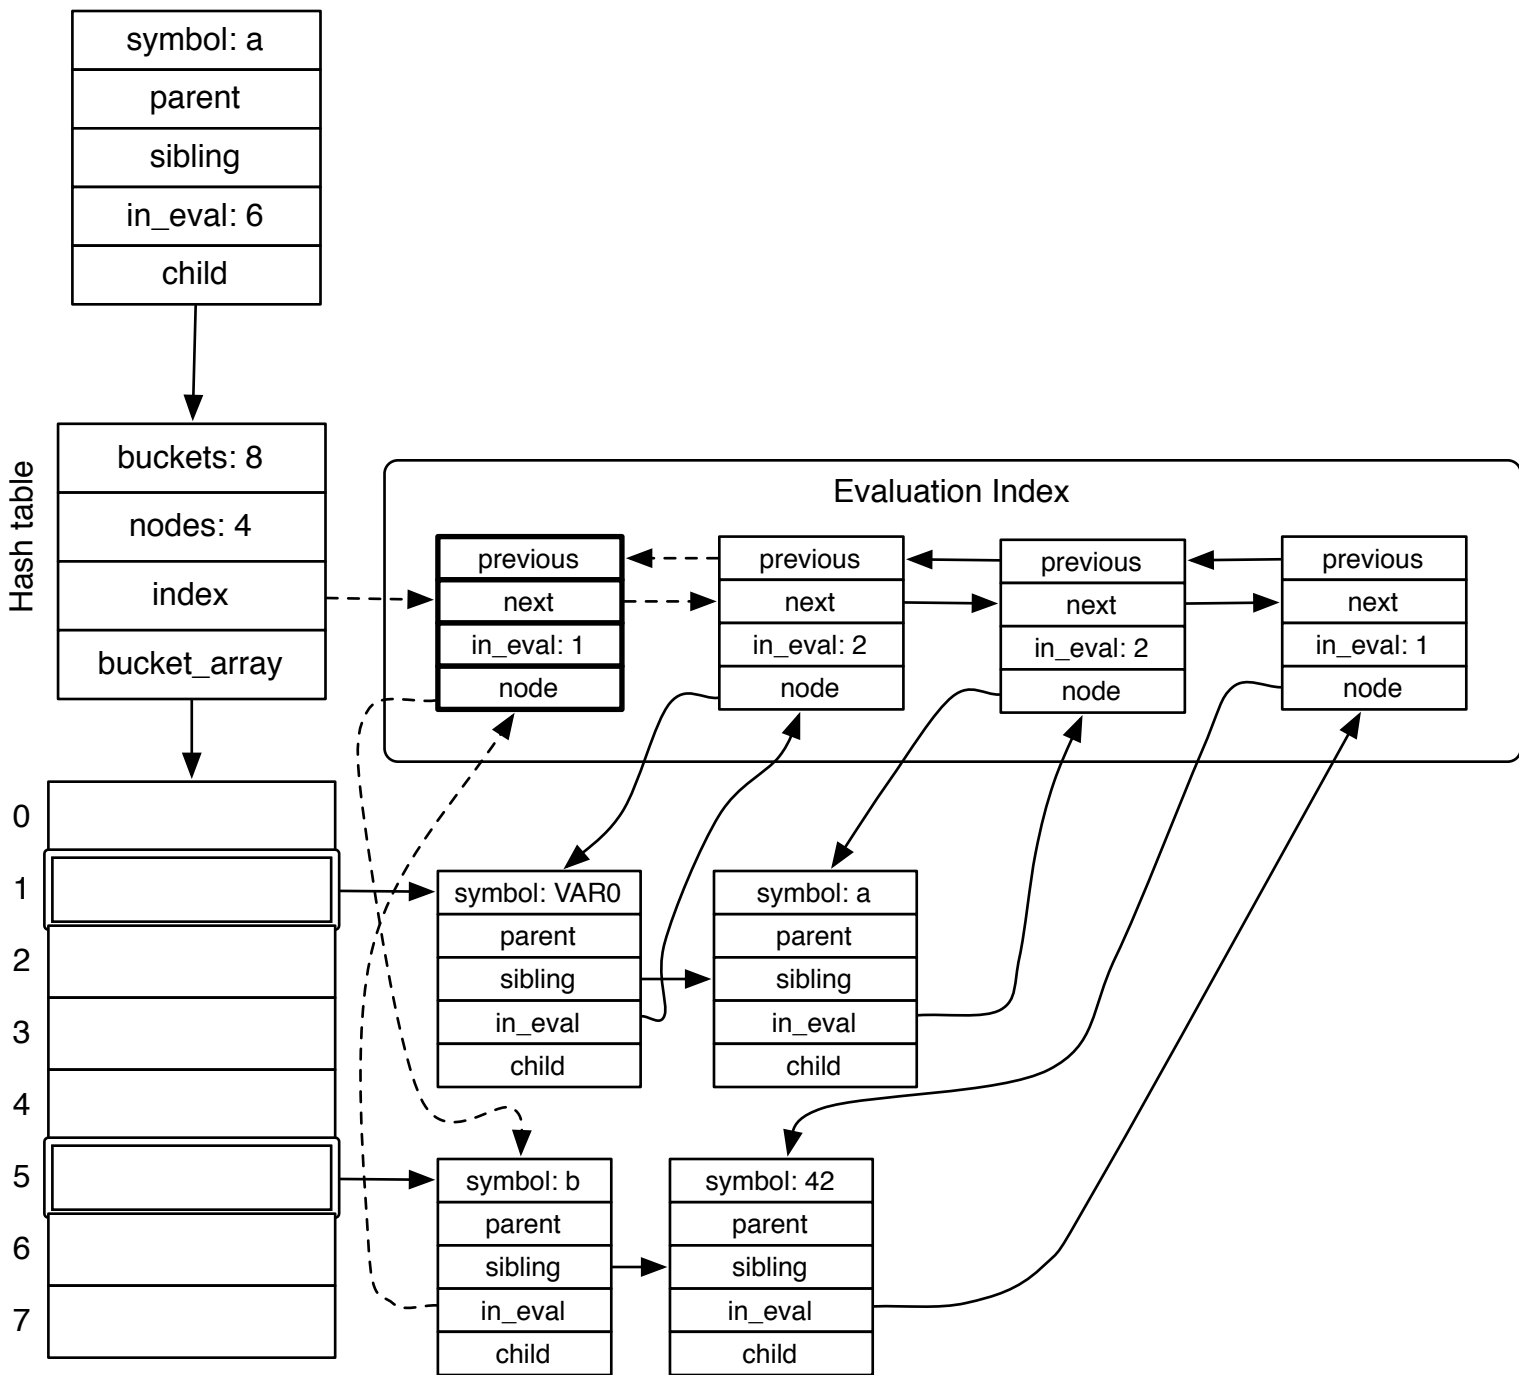 symbol: a
parent
sibling
in_eval: 6
child
Hash table
buckets: 8
nodes: 4
index
bucket_array
Evaluation Index
previous
next
in_eval: 1
node
previous
next
in_eval: 2
node
previous
next
in_eval: 2
node
previous
next
in_eval: 1
node
0
1
2
3
4
5
6
7
symbol: VAR0
parent
sibling
in_eval
child
symbol: a
parent
sibling
in_eval
child
symbol: b
parent
sibling
in_eval
child
symbol: 42
parent
sibling
in_eval
child